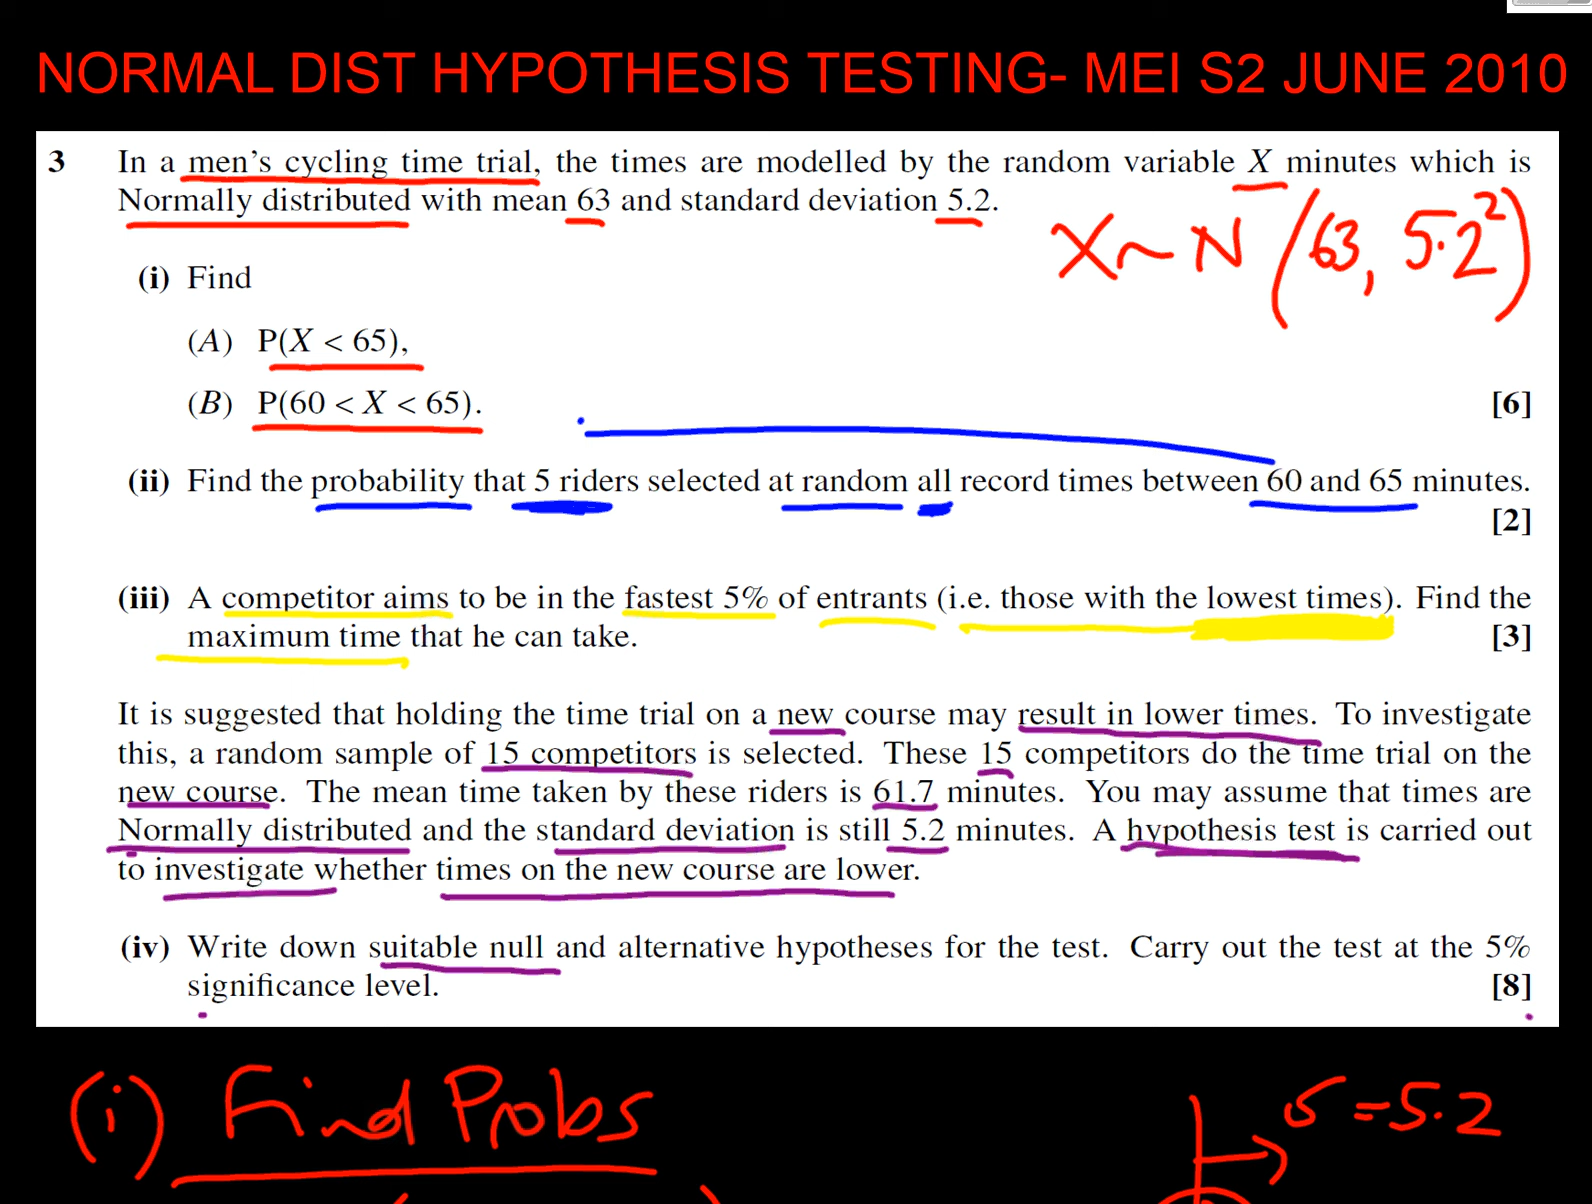 NORMAL DIST HYPOTHESIS TESTING- MEI S2 JUNE 2010
3 In a men's cycling time trial, the times are modelled by the random variable X minutes which is
Normally distributed with mean 63 and standard deviation 5.2.
X ~ N (63, 5.2²)
(i) Find
(A) P(X < 65),
(B) P(60 < X < 65). [6]
(ii) Find the probability that 5 riders selected at random all record times between 60 and 65 minutes.
[2]
(iii) A competitor aims to be in the fastest 5% of entrants (i.e. those with the lowest times). Find the
maximum time that he can take. [3]
It is suggested that holding the time trial on a new course may result in lower times. To investigate
this, a random sample of 15 competitors is selected. These 15 competitors do the time trial on the
new course. The mean time taken by these riders is 61.7 minutes. You may assume that times are
Normally distributed and the standard deviation is still 5.2 minutes. A hypothesis test is carried out
to investigate whether times on the new course are lower.
(iv) Write down suitable null and alternative hypotheses for the test. Carry out the test at the 5%
significance level. [8]
(i) Find Probs
σ = 5.2